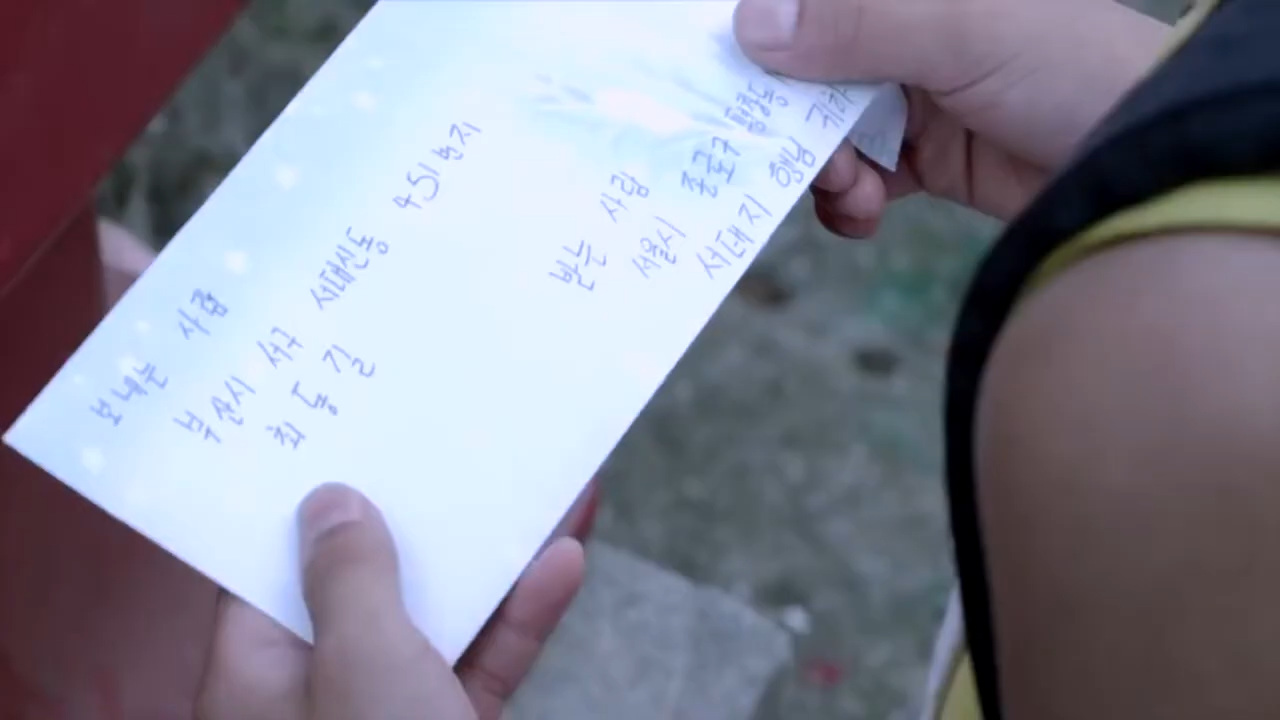 보내는 사람
부산시 서구 서대신동 451번지
최동길
받는 사람
서울시 종로구 평창동
서태지 형님 귀하